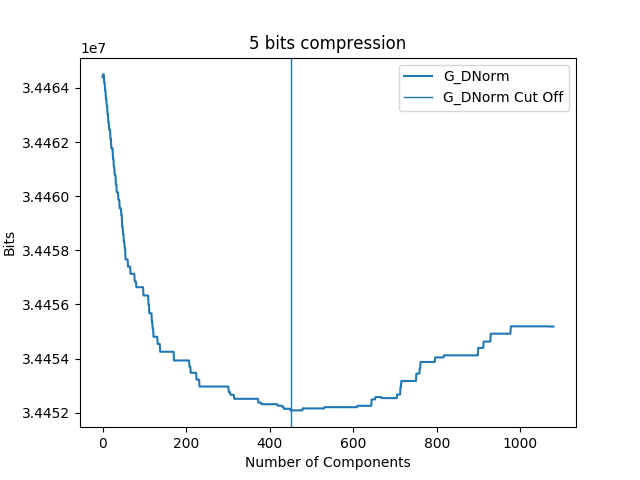 5 bits compression
1e7
G_DNorm
G_DNorm Cut Off
3.4464
3.4462
3.4460
3.4458
3.4456
3.4454
3.4452
Bits
0 200 400 600 800 1000
Number of Components